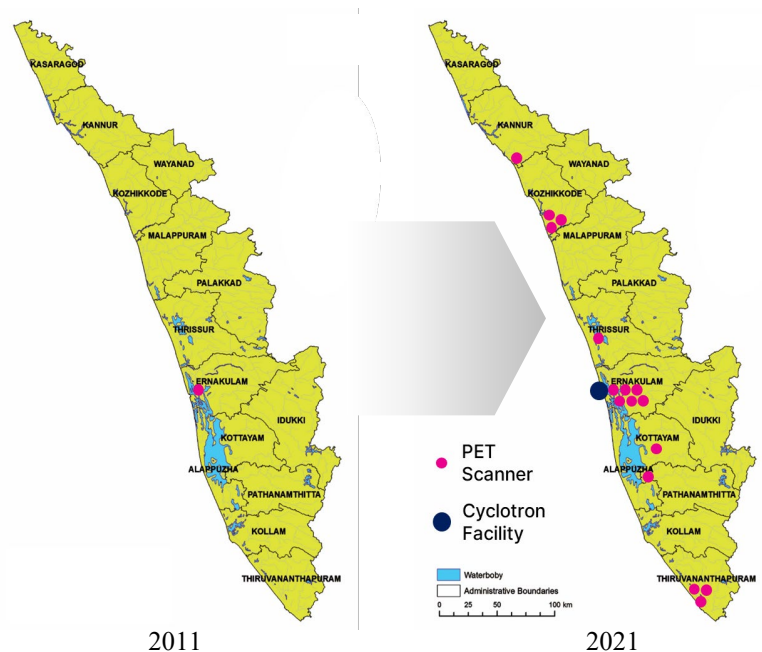 KASARAGOD
KANNUR
WAYANAD
KOZHIKKODE
MALAPPURAM
PALAKKAD
THRISSUR
ERNAKULAM
IDUKKI
KOTTAYAM
ALAPPUZHA
PATHANAMTHITTA
KOLLAM
THIRUVANANTHAPURAM
2011
KASARAGOD
KANNUR
WAYANAD
KOZHIKKODE
MALAPPURAM
PALAKKAD
THRISSUR
ERNAKULAM
IDUKKI
KOTTAYAM
ALAPPUZHA
PATHANAMTHITTA
KOLLAM
THIRUVANANTHAPURAM
PET
Scanner
Cyclotron
Facility
Waterboby
Administrative Boundaries
0 25 50 100 km
2021